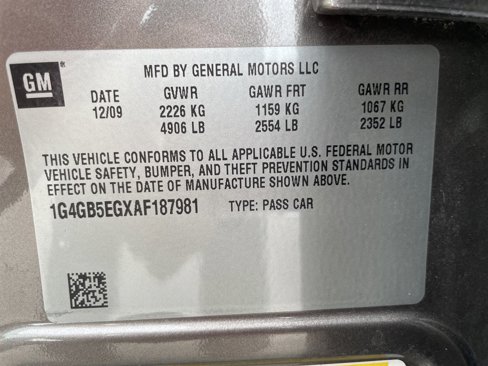 GM®
MFD BY GENERAL MOTORS LLC
DATE GVWR GAWR FRT GAWR RR
12/09 2226 KG 1159 KG 1067 KG
4906 LB 2554 LB 2352 LB
THIS VEHICLE CONFORMS TO ALL APPLICABLE U.S. FEDERAL MOTOR
VEHICLE SAFETY, BUMPER, AND THEFT PREVENTION STANDARDS IN
EFFECT ON THE DATE OF MANUFACTURE SHOWN ABOVE.
1G4GB5EGXAF187981 TYPE: PASS CAR